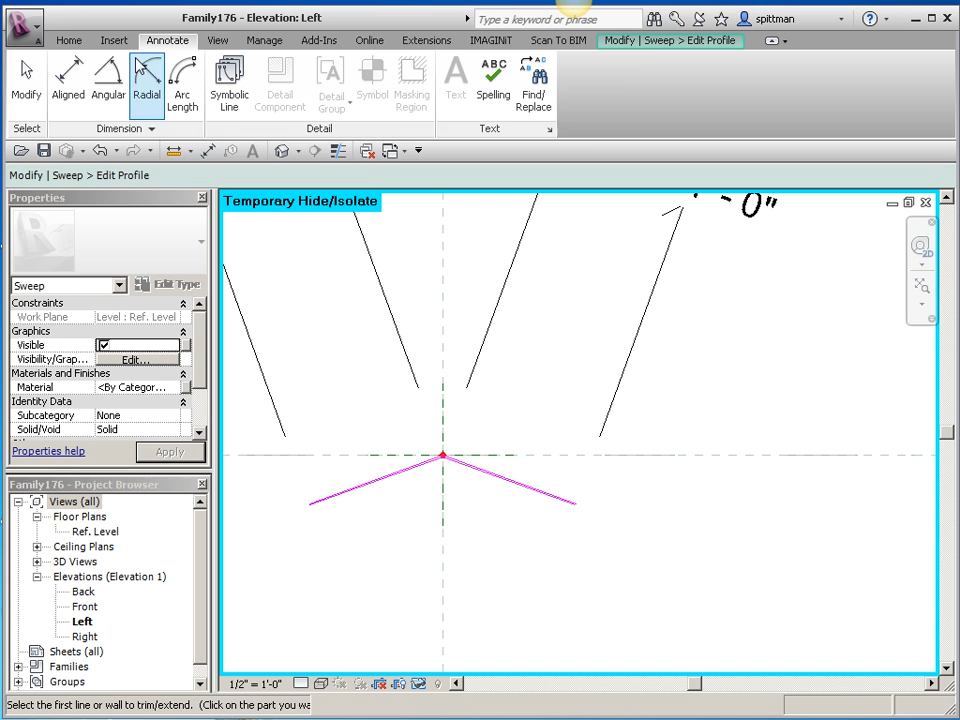 Family176 - Elevation: Left
Type a keyword or phrase
spittman
Home Insert Annotate View Manage Add-Ins Online Extensions IMAGINiT Scan To BIM Modify | Sweep > Edit Profile
Modify
Aligned
Angular
Radial
Arc Length
Symbolic Line
Detail Component
Detail Group
Symbol
Masking Region
Text
ABC
Spelling
Find/ Replace
Select
Dimension
Detail
Text
Modify | Sweep > Edit Profile
Properties
Sweep
Edit Type
Constraints
Work Plane Level : Ref. Level
Graphics
Visible
Visibility/Grap... Edit...
Materials and Finishes
Material <By Categor...
Identity Data
Subcategory None
Solid/Void Solid
Properties help
Apply
Family176 - Project Browser
Views (all)
Floor Plans
Ref. Level
Ceiling Plans
3D Views
Elevations (Elevation 1)
Back
Front
Left
Right
Sheets (all)
Families
Groups
Temporary Hide/Isolate
- 0"
2D
1/2" = 1'-0"
Select the first line or wall to trim/extend. (Click on the part you wa